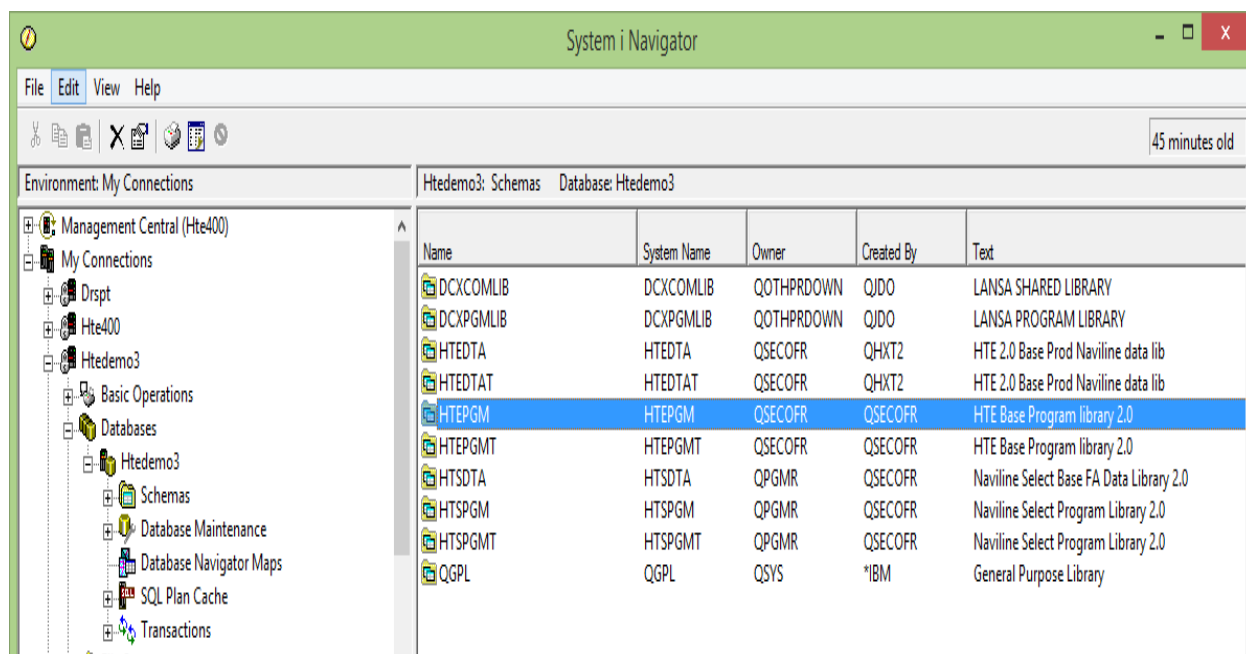 System i Navigator
File Edit View Help
45 minutes old
Environment: My Connections
Htedemo3: Schemas Database: Htedemo3
Management Central (Hte400)
My Connections
Drspt
Hte400
Htedemo3
Basic Operations
Databases
Htedemo3
Schemas
Database Maintenance
Database Navigator Maps
SQL Plan Cache
Transactions
Name System Name Owner Created By Text
DCXCOMLIB DCXCOMLIB QOTHPRDOWN QJDO LANSA SHARED LIBRARY
DCXPGMLIB DCXPGMLIB QOTHPRDOWN QJDO LANSA PROGRAM LIBRARY
HTEDTA HTEDTA QSECOFR QHXT2 HTE 2.0 Base Prod Naviline data lib
HTEDTAT HTEDTAT QSECOFR QHXT2 HTE 2.0 Base Prod Naviline data lib
HTEPGM HTEPGM QSECOFR QSECOFR HTE Base Program library 2.0
HTEPGMT HTEPGMT QSECOFR QSECOFR HTE Base Program library 2.0
HTSDTA HTSDTA QPGMR QSECOFR Naviline Select Base FA Data Library 2.0
HTSPGM HTSPGM QPGMR QSECOFR Naviline Select Program Library 2.0
HTSPGMT HTSPGMT QPGMR QSECOFR Naviline Select Program Library 2.0
QGPL QGPL QSYS *IBM General Purpose Library